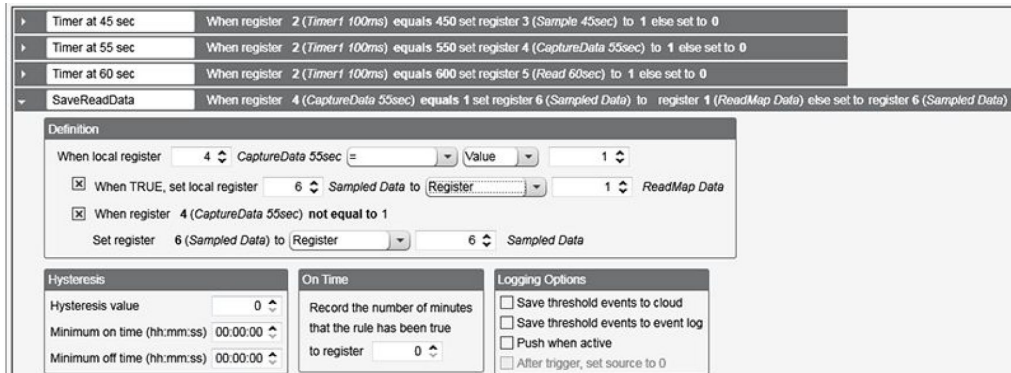 Timer at 45 sec When register 2 (Timer1 100ms) equals 450 set register 3 (Sample 45sec) to 1 else set to 0
Timer at 55 sec When register 2 (Timer1 100ms) equals 550 set register 4 (CaptureData 55sec) to 1 else set to 0
Timer at 60 sec When register 2 (Timer1 100ms) equals 600 set register 5 (Read 60sec) to 1 else set to 0
SaveReadData When register 4 (CaptureData 55sec) equals 1 set register 6 (Sampled Data) to register 1 (ReadMap Data) else set to register 6 (Sampled Data)
Definition
When local register 4 CaptureData 55sec = Value 1
When TRUE, set local register 6 Sampled Data to Register 1 ReadMap Data
When register 4 (CaptureData 55sec) not equal to 1
Set register 6 (Sampled Data) to Register 6 Sampled Data
Hysteresis
Hysteresis value 0
Minimum on time (hh:mm:ss) 00:00:00
Minimum off time (hh:mm:ss) 00:00:00
On Time
Record the number of minutes
that the rule has been true
to register 0
Logging Options
Save threshold events to cloud
Save threshold events to event log
Push when active
After trigger, set source to 0